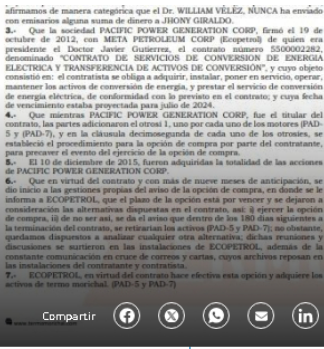 afirmamos de manera categórica que el Dr. WILLIAM VÉLEZ, NUNCA ha enviado
con emisarios alguna suma de dinero a JHONY GIRALDO.
3.- Que la sociedad PACIFIC POWER GENERATION CORP, firmó el 19 de
octubre de 2012, con META PETROLEUM CORP (Ecopetrol) de quien era
presidente el Doctor Javier Gutierrez, el contrato número 5500002282,
denominado "CONTRATO DE SERVICIOS DE CONVERSION DE ENERGIA
ELÉCTRICA Y TRANSFERENCIA DE ACTIVOS DE CONVERSIÓN", y cuyo objeto
consistió en: el contratista se obliga a adquirir, instalar, poner en servicio, operar,
mantener los activos de conversión de energía, y prestar el servicio de conversión
de energía eléctrica, de conformidad con lo previsto en el contrato; y cuya fecha
de vencimiento estaba proyectada para julio de 2024.
4.- Que mientras PACIFIC POWER GENERATION CORP, fue el titular del
contrato, las partes adicionaron el otrosí 1, uno por cada uno de los motores (PAD-
5 y (PAD-7), y en la cláusula decimosegunda de cada uno de los otrosíes, se
estableció el procedimiento para la opción de compra por parte del contratante,
para precaver el evento del ejercicio de la opción de compra.
5.- El 10 de diciembre de 2015, fueron adquiridas la totalidad de las acciones
de PACIFIC POWER GENERATION CORP.
6.- Que en virtud del contrato y con más de nueve meses de anticipación, se
dio inicio a las gestiones propias del aviso de la opción de compra, en donde se le
informa a ECOPETROL, que el plazo de la opción está por vencer y se dejaron a
consideración las alternativas dispuestas en el contrato, así: i) ejercer la opción
de compra, ii) de no ser así, se da el aviso que dentro de los 180 días siguientes a
la terminación del contrato, se retirarían los activos (PAD-5 y PAD-7); no obstante,
quedamos dispuestos a analizar cualquier otra alternativa; dichas reuniones y
discusiones se surtieron en las instalaciones de ECOPETROL, además de la
constante comunicación en cruce de correos y cartas, cuyos archivos reposan en
las instalaciones del contratante y contratista.
7.- ECOPETROL, en virtud del contrato hace efectiva esta opción y adquiere los
activos de termo morichal. (PAD-5 y PAD-7)
Compartir